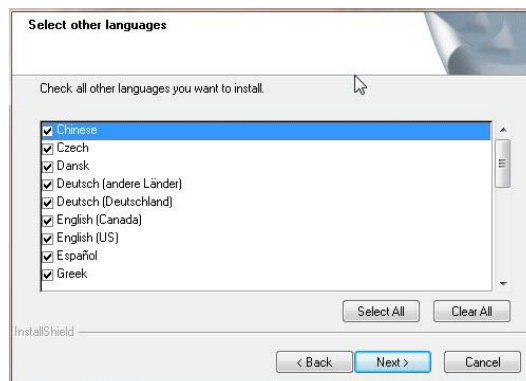 Select other languages
Check all other languages you want to install.
Chinese
Czech
Dansk
Deutsch (andere Länder)
Deutsch (Deutschland)
English (Canada)
English (US)
Español
Greek
Select All
Clear All
InstallShield
< Back
Next >
Cancel